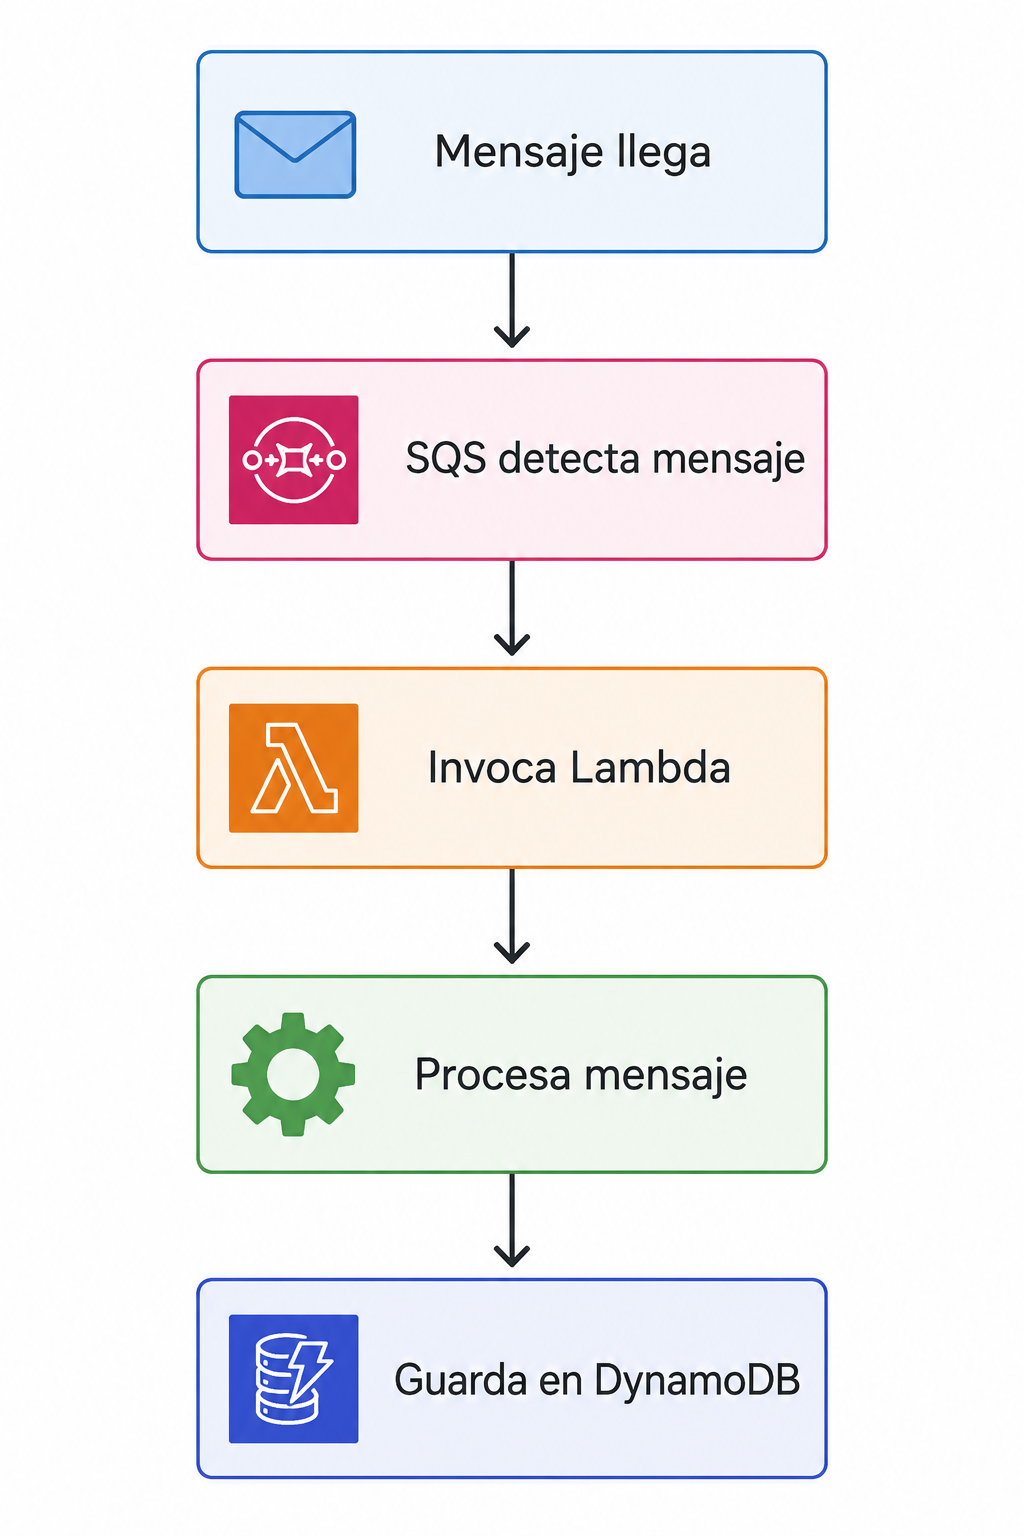 Mensaje llega
SQS detecta mensaje
Invoca Lambda
Procesa mensaje
Guarda en DynamoDB